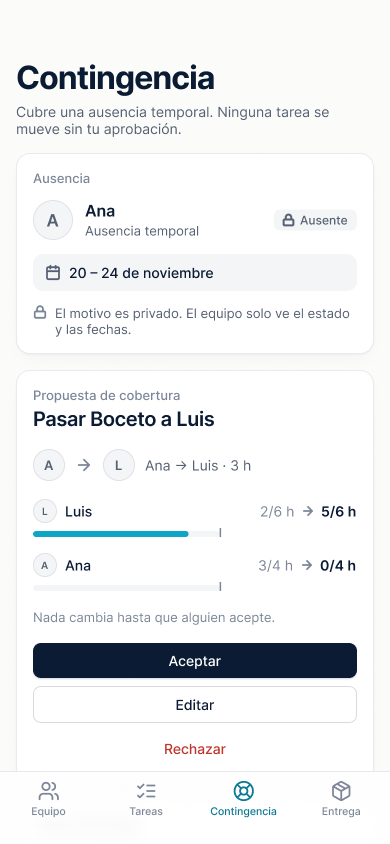 Contingencia
Cubre una ausencia temporal. Ninguna tarea se
mueve sin tu aprobación.
Ausencia
A
Ana
Ausencia temporal
Ausente
20 – 24 de noviembre
El motivo es privado. El equipo solo ve el estado
y las fechas.
Propuesta de cobertura
Pasar Boceto a Luis
A → L Ana → Luis · 3 h
L Luis 2/6 h → 5/6 h
A Ana 3/4 h → 0/4 h
Nada cambia hasta que alguien acepte.
Aceptar
Editar
Rechazar
Equipo Tareas Contingencia Entrega